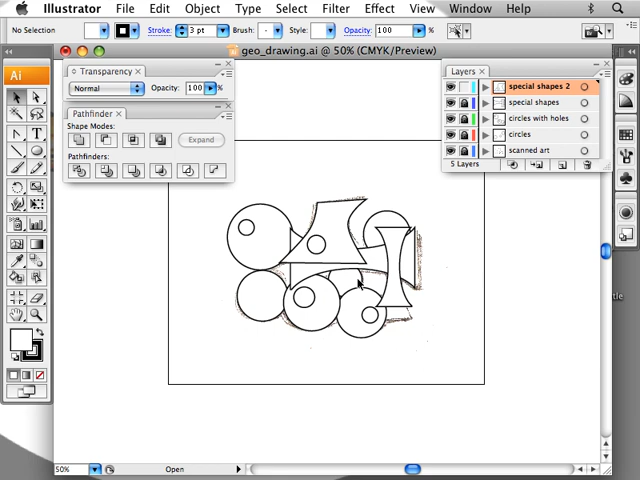 Illustrator File Edit Object Type Select Filter Effect View Window Help
No Selection Stroke: 3 pt Brush: Style: Opacity: 100 %
geo_drawing.ai @ 50% (CMYK/Preview)
Ai
Transparency
Normal Opacity: 100 %
Pathfinder
Shape Modes:
Expand
Pathfinders:
Layers
special shapes 2
special shapes
circles with holes
circles
scanned art
5 Layers
T
50% Open